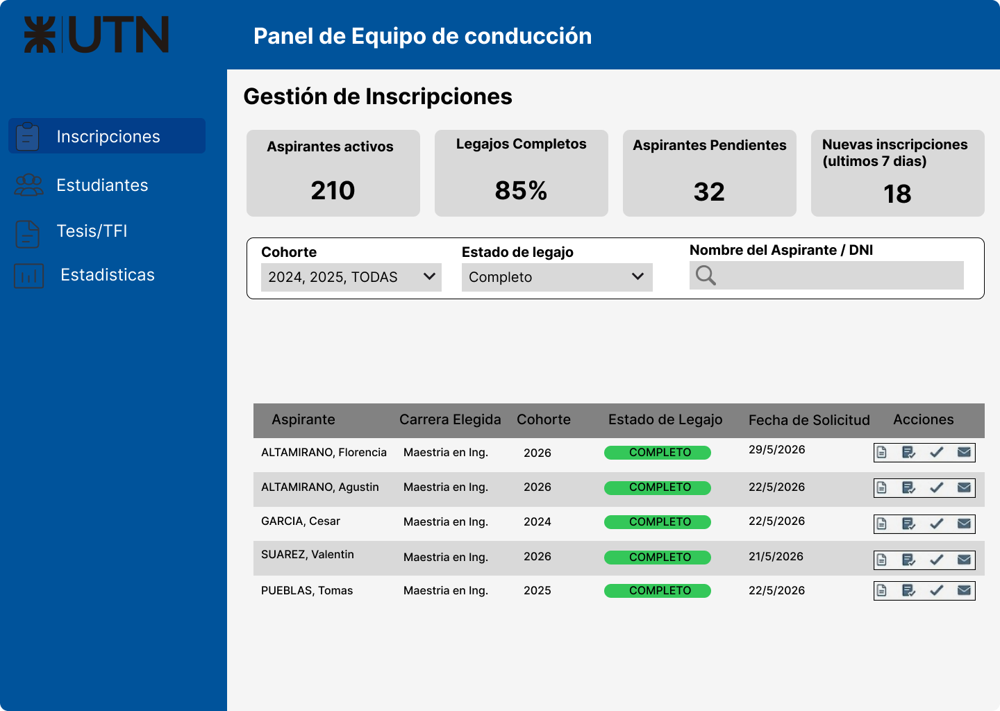 UTN
Panel de Equipo de conducción
Inscripciones
Estudiantes
Tesis/TFI
Estadisticas
Gestión de Inscripciones
Aspirantes activos
210
Legajos Completos
85%
Aspirantes Pendientes
32
Nuevas inscripciones
(ultimos 7 dias)
18
Cohorte
2024, 2025, TODAS
Estado de legajo
Completo
Nombre del Aspirante / DNI
Aspirante Carrera Elegida Cohorte Estado de Legajo Fecha de Solicitud Acciones
ALTAMIRANO, Florencia Maestria en Ing. 2026 COMPLETO 29/5/2026
ALTAMIRANO, Agustin Maestria en Ing. 2026 COMPLETO 22/5/2026
GARCIA, Cesar Maestria en Ing. 2024 COMPLETO 22/5/2026
SUAREZ, Valentin Maestria en Ing. 2026 COMPLETO 21/5/2026
PUEBLAS, Tomas Maestria en Ing. 2025 COMPLETO 22/5/2026